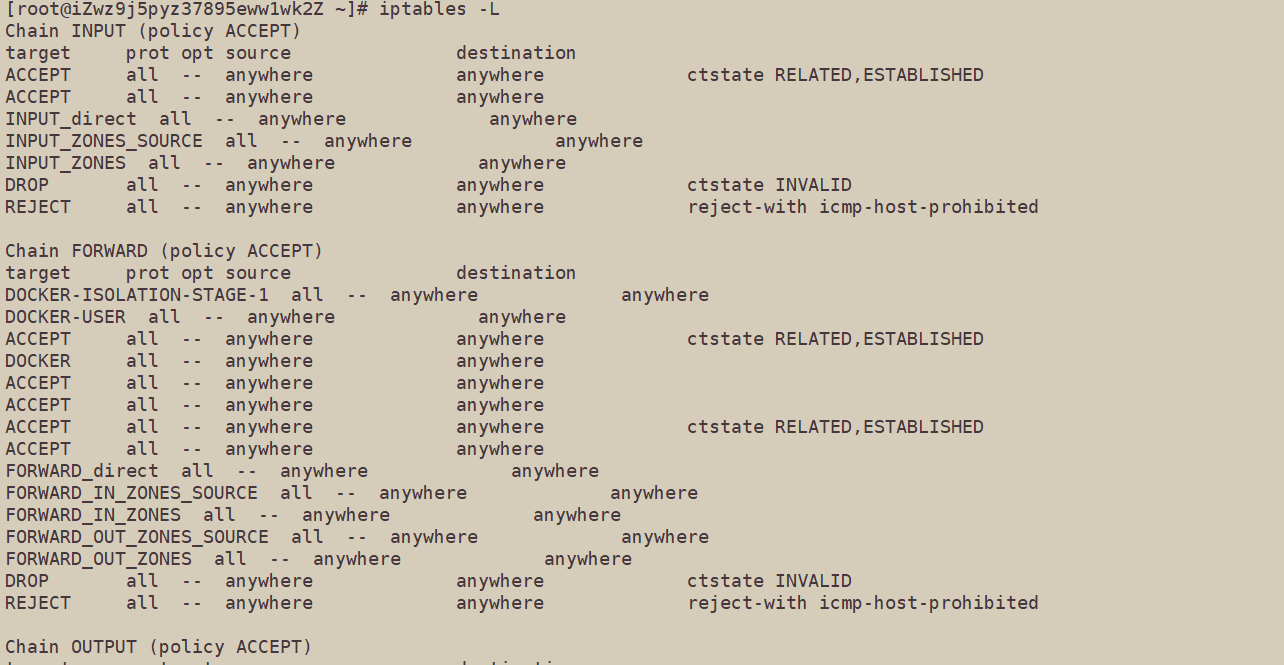 [root@iZwz9j5pyz37895eww1wk2Z ~]# iptables -L
Chain INPUT (policy ACCEPT)
target     prot opt source               destination
ACCEPT     all  --  anywhere             anywhere             ctstate RELATED,ESTABLISHED
ACCEPT     all  --  anywhere             anywhere
INPUT_direct  all  --  anywhere             anywhere
INPUT_ZONES_SOURCE  all  --  anywhere             anywhere
INPUT_ZONES  all  --  anywhere             anywhere
DROP       all  --  anywhere             anywhere             ctstate INVALID
REJECT     all  --  anywhere             anywhere             reject-with icmp-host-prohibited

Chain FORWARD (policy ACCEPT)
target     prot opt source               destination
DOCKER-ISOLATION-STAGE-1  all  --  anywhere             anywhere
DOCKER-USER  all  --  anywhere             anywhere
ACCEPT     all  --  anywhere             anywhere             ctstate RELATED,ESTABLISHED
DOCKER     all  --  anywhere             anywhere
ACCEPT     all  --  anywhere             anywhere
ACCEPT     all  --  anywhere             anywhere
ACCEPT     all  --  anywhere             anywhere             ctstate RELATED,ESTABLISHED
ACCEPT     all  --  anywhere             anywhere
FORWARD_direct  all  --  anywhere             anywhere
FORWARD_IN_ZONES_SOURCE  all  --  anywhere             anywhere
FORWARD_IN_ZONES  all  --  anywhere             anywhere
FORWARD_OUT_ZONES_SOURCE  all  --  anywhere             anywhere
FORWARD_OUT_ZONES  all  --  anywhere             anywhere
DROP       all  --  anywhere             anywhere             ctstate INVALID
REJECT     all  --  anywhere             anywhere             reject-with icmp-host-prohibited

Chain OUTPUT (policy ACCEPT)